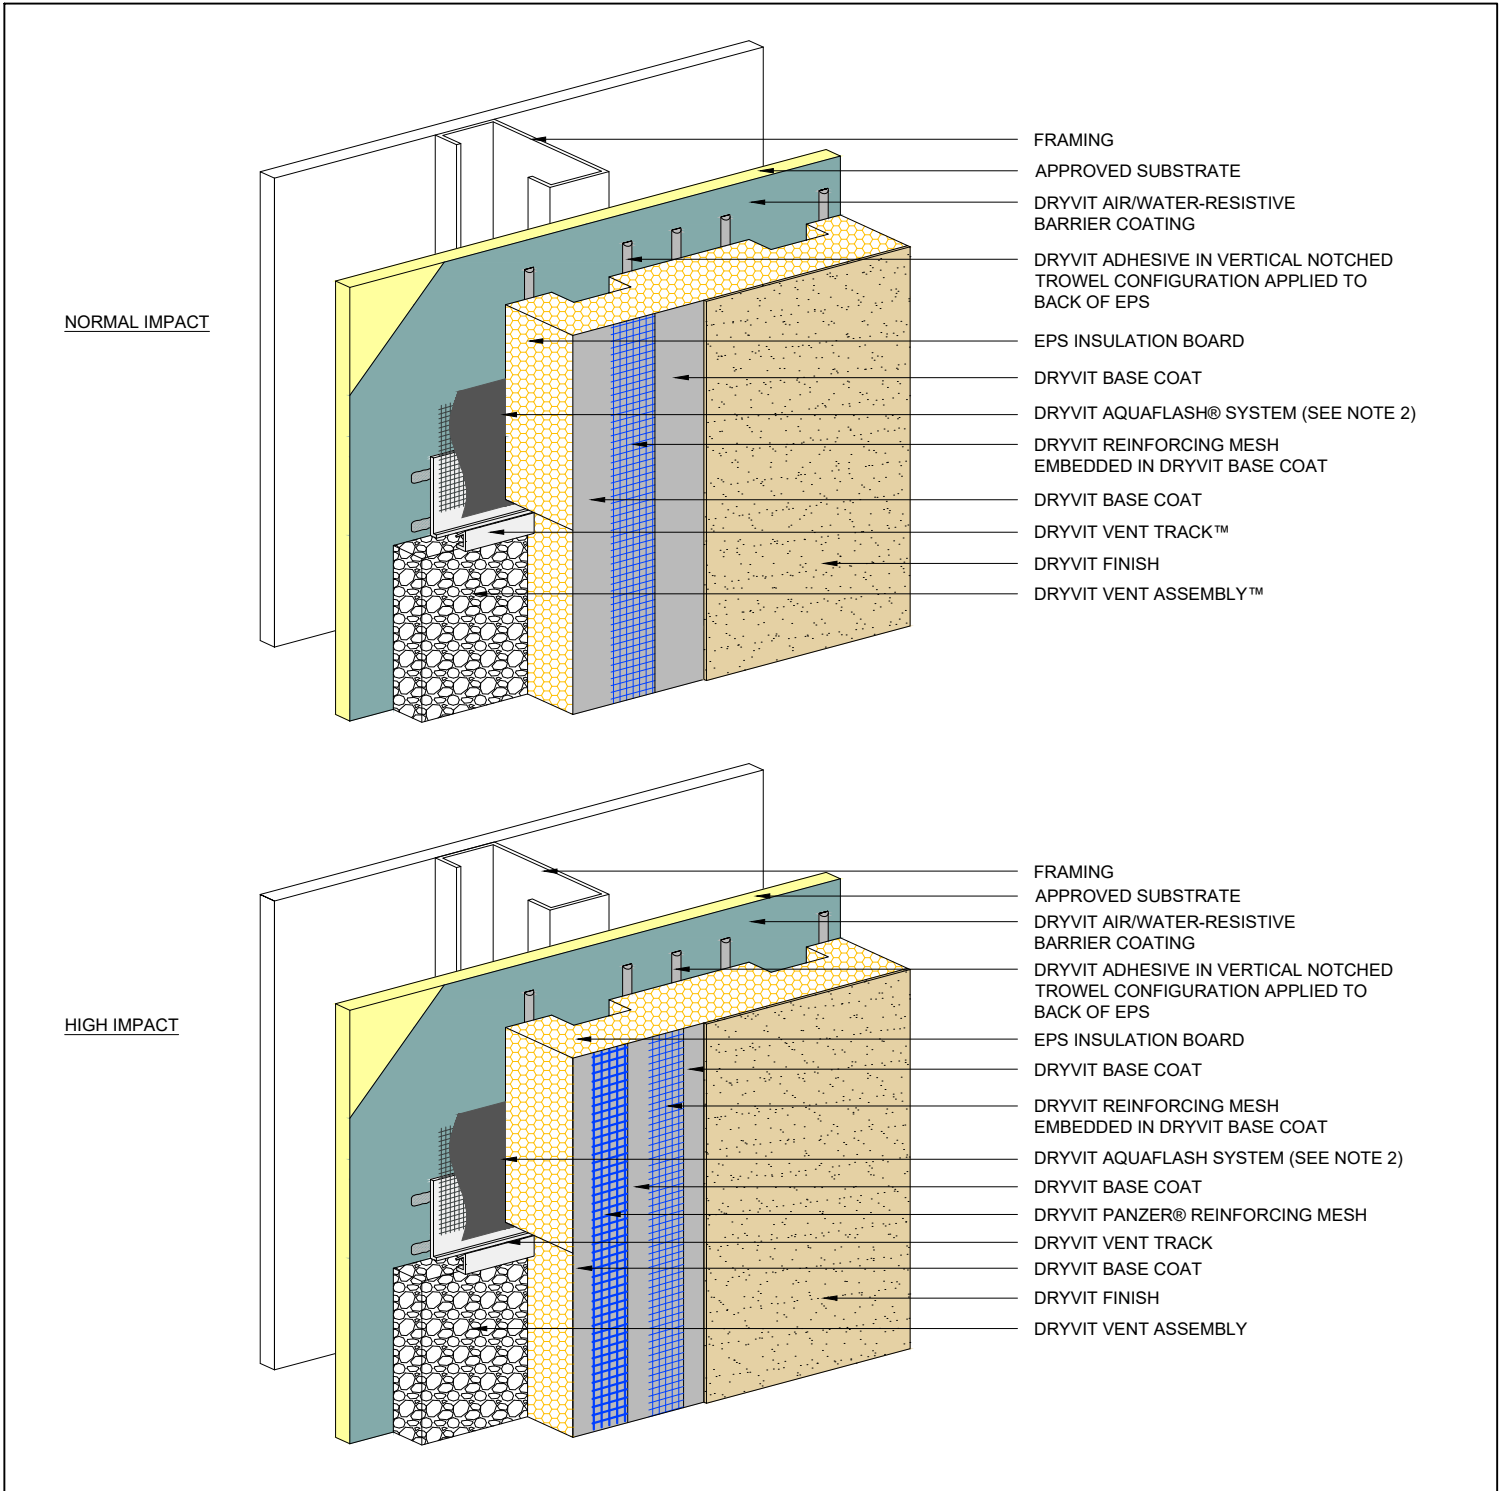 NORMAL IMPACT
FRAMING
APPROVED SUBSTRATE
DRYVIT AIR/WATER-RESISTIVE
BARRIER COATING
DRYVIT ADHESIVE IN VERTICAL NOTCHED
TROWEL CONFIGURATION APPLIED TO
BACK OF EPS
EPS INSULATION BOARD
DRYVIT BASE COAT
DRYVIT AQUAFLASH® SYSTEM (SEE NOTE 2)
DRYVIT REINFORCING MESH
EMBEDDED IN DRYVIT BASE COAT
DRYVIT BASE COAT
DRYVIT VENT TRACK™
DRYVIT FINISH
DRYVIT VENT ASSEMBLY™
HIGH IMPACT
FRAMING
APPROVED SUBSTRATE
DRYVIT AIR/WATER-RESISTIVE
BARRIER COATING
DRYVIT ADHESIVE IN VERTICAL NOTCHED
TROWEL CONFIGURATION APPLIED TO
BACK OF EPS
EPS INSULATION BOARD
DRYVIT BASE COAT
DRYVIT REINFORCING MESH
EMBEDDED IN DRYVIT BASE COAT
DRYVIT AQUAFLASH SYSTEM (SEE NOTE 2)
DRYVIT BASE COAT
DRYVIT PANZER® REINFORCING MESH
DRYVIT VENT TRACK
DRYVIT BASE COAT
DRYVIT FINISH
DRYVIT VENT ASSEMBLY